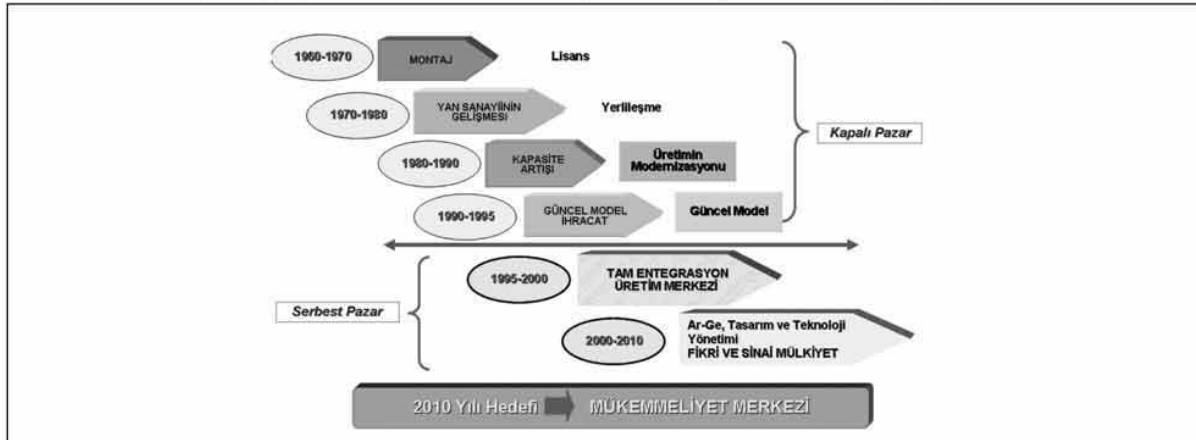 1960-1970
MONTAJ
Lisans
1970-1980
YAN SANAYİİNİN
GELİŞMESİ
Yerlileşme
Kapalı Pazar
1980-1990
KAPASİTE
ARTIŞI
Üretimin
Modernizasyonu
1990-1995
GÜNCEL MODEL
İHRACAT
Güncel Model
1995-2000
TAM ENTEGRASYON
ÜRETİM MERKEZİ
Serbest Pazar
2000-2010
Ar-Ge, Tasarım ve Teknoloji
Yönetimi
FİKRİ VE SİNAİ MÜLKİYET
2010 Yılı Hedefi MÜKEMMELİYET MERKEZİ